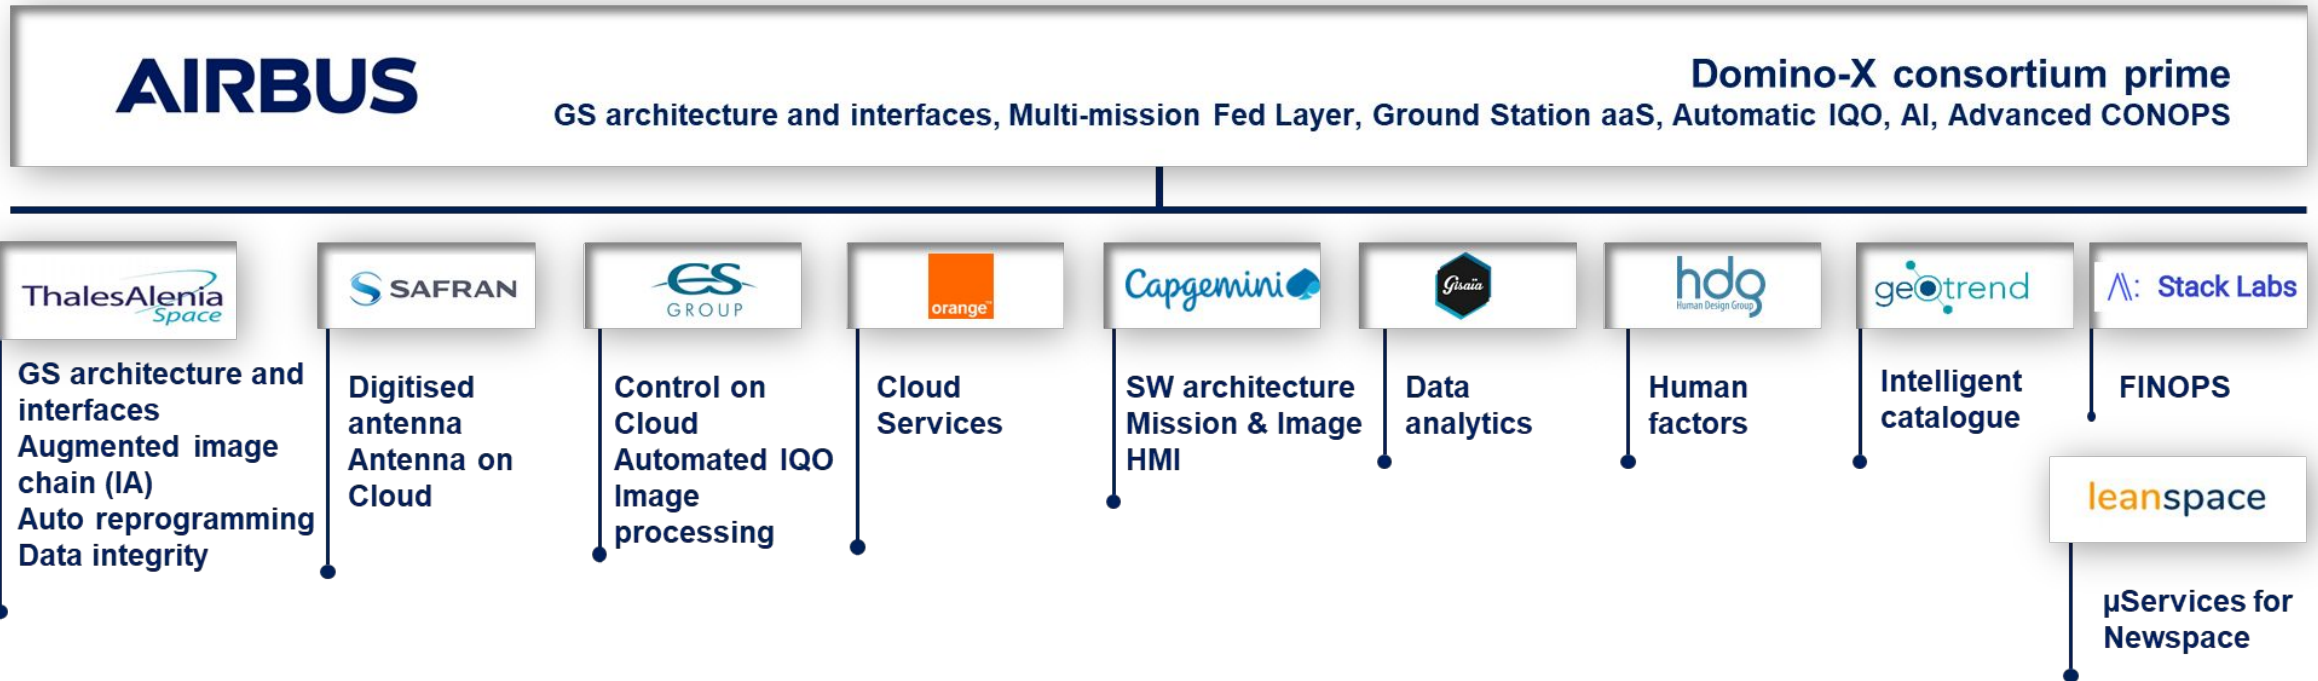 AIRBUS
Domino-X consortium prime
GS architecture and interfaces, Multi-mission Fed Layer, Ground Station aaS, Automatic IQO, AI, Advanced CONOPS
ThalesAlenia
Space
GS architecture and
interfaces
Augmented image
chain (IA)
Auto reprogramming
Data integrity
SAFRAN
Digitised
antenna
Antenna on
Cloud
CS
GROUP
Control on
Cloud
Automated IQO
Image
processing
orange™
Cloud
Services
Capgemini
SW architecture
Mission & Image
HMI
Gisaïa
Data
analytics
hdg
Human Design Group
Human
factors
geotrend
Intelligent
catalogue
Stack Labs
FINOPS
leanspace
µServices for
Newspace